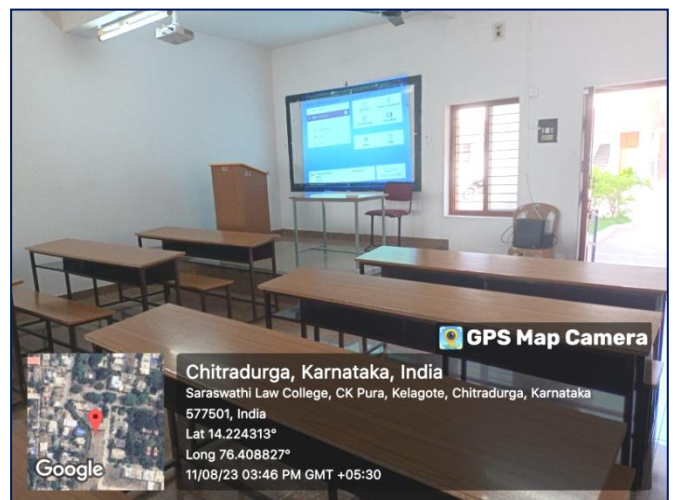 GPS Map Camera
Chitradurga, Karnataka, India
Saraswathi Law College, CK Pura, Kelagote, Chitradurga, Karnataka
577501, India
Lat 14.224313°
Long 76.408827°
11/08/23 03:46 PM GMT +05:30
Google